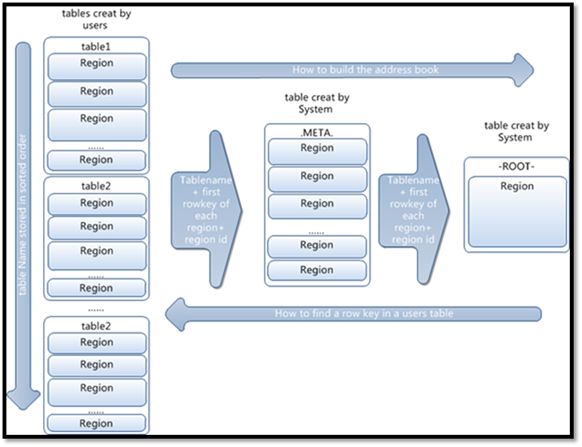 tables creat by
users
table Name stored in sorted order
table1
Region
Region
Region
......
Region
table2
Region
Region
Region
......
Region
......
table2
Region
Region
Region
......
Region
How to build the address book
Tablename
+ first
rowkey of
each
region+
region id
table creat by
System
.META.
Region
Region
Region
......
Region
Region
Tablename
+ first
rowkey of
each
region+
region id
table creat by
System
-ROOT-
Region
How to find a row key in a users table